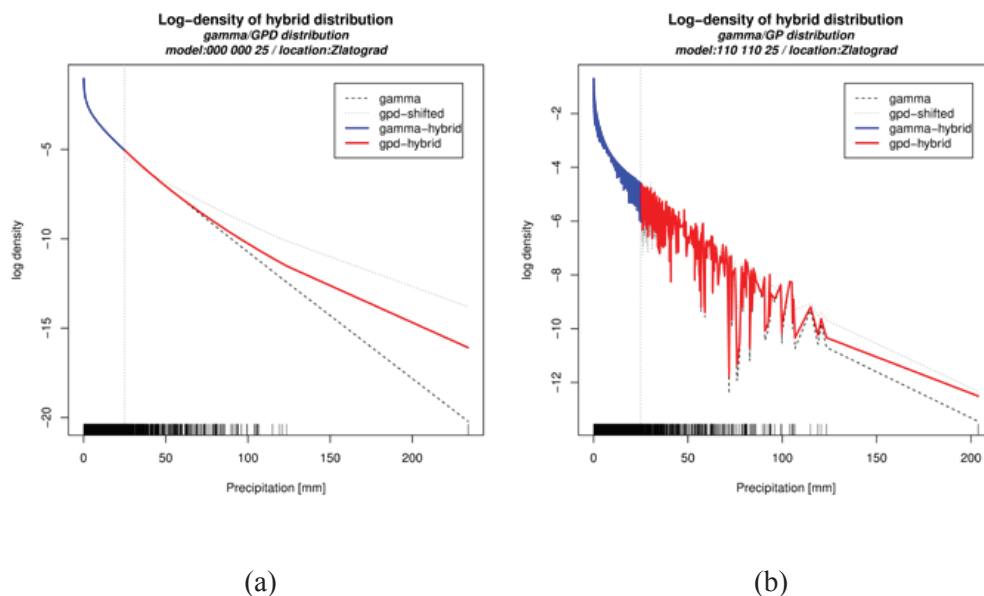 Log-density of hybrid distribution
gamma/GPD distribution
model:000 000 25 / location:Zlatograd
gamma
gpd-shifted
gamma-hybrid
gpd-hybrid
log density
-5
-10
-15
-20
0
50
100
150
200
Precipitation [mm]
(a)
Log-density of hybrid distribution
gamma/GP distribution
model:110 110 25 / location:Zlatograd
gamma
gpd-shifted
gamma-hybrid
gpd-hybrid
log density
-2
-4
-6
-8
-10
-12
0
50
100
150
200
Precipitation [mm]
(b)